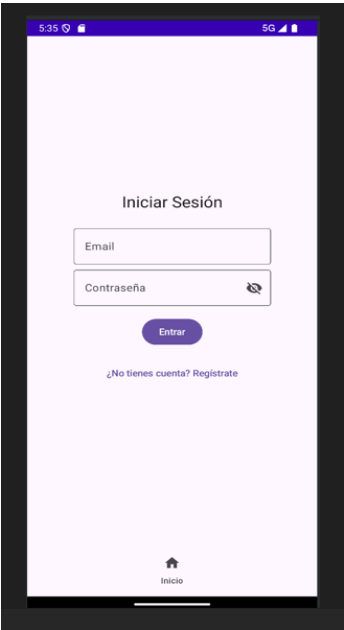 5:35 5G
Iniciar Sesión
Email
Contraseña
Entrar
¿No tienes cuenta? Regístrate
Inicio